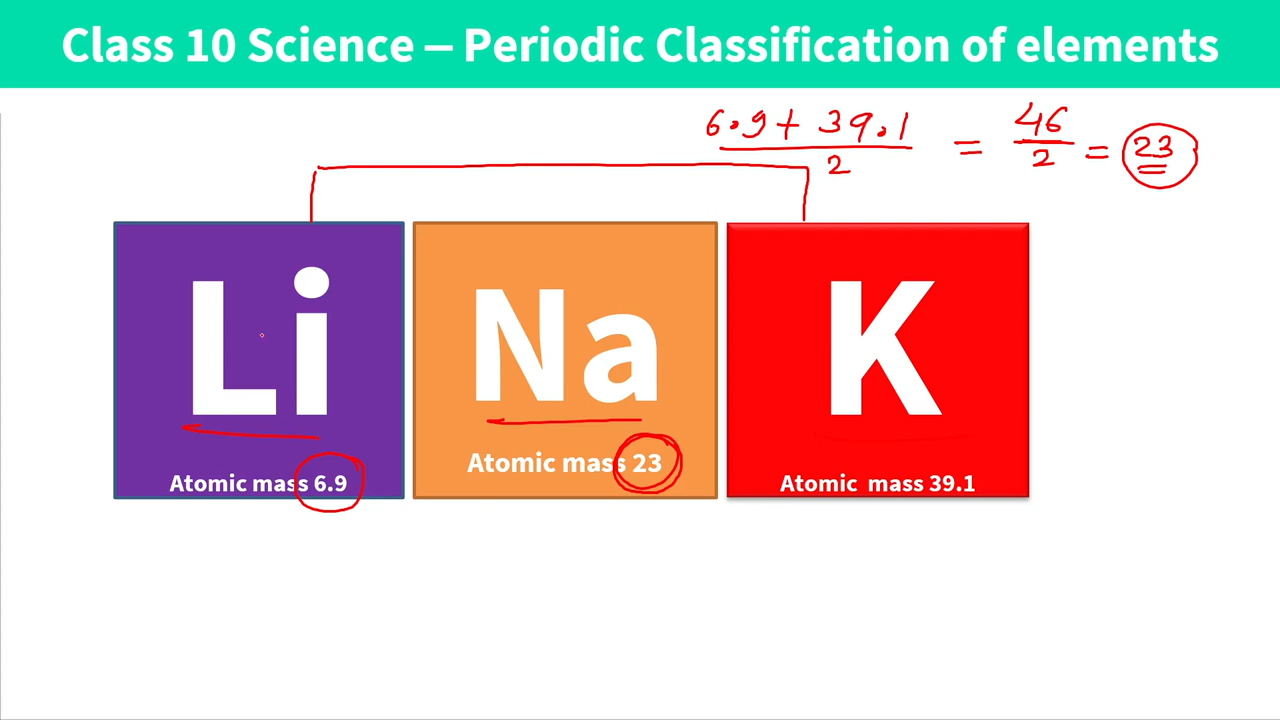 Class 10 Science – Periodic Classification of elements
6.9 + 39.1 / 2 = 46 / 2 = 23
Li
Atomic mass 6.9
Na
Atomic mass 23
K
Atomic mass 39.1